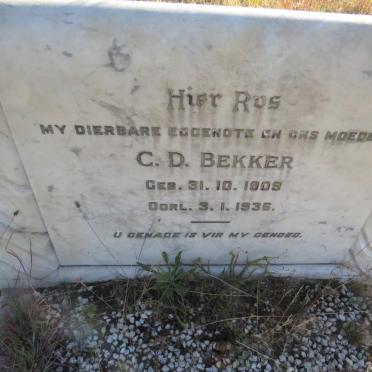 Hier Rus
MY DIERBARE EGGENOTE EN ONS MOEDE
C. D. BEKKER
GEB. 31. 10. 1909
OORL. 3. 1. 1936.
U GENADE IS VIR MY GENOEG.